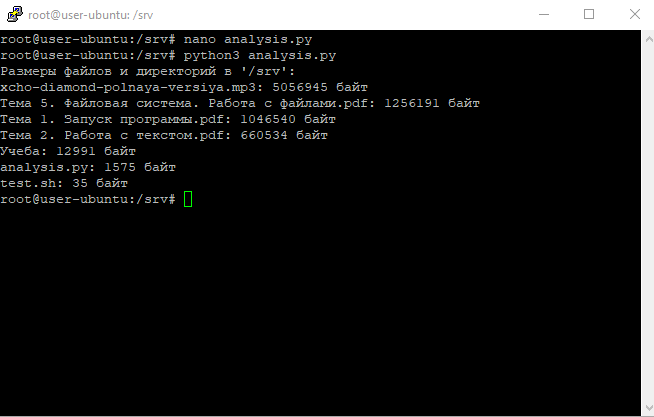 root@user-ubuntu: /srv
root@user-ubuntu:/srv# nano analysis.py
root@user-ubuntu:/srv# python3 analysis.py
Размеры файлов и директорий в '/srv':
xcho-diamond-polnaya-versiya.mp3: 5056945 байт
Тема 5. Файловая система. Работа с файлами.pdf: 1256191 байт
Тема 1. Запуск программы.pdf: 1046540 байт
Тема 2. Работа с текстом.pdf: 660534 байт
Учеба: 12991 байт
analysis.py: 1575 байт
test.sh: 35 байт
root@user-ubuntu:/srv#